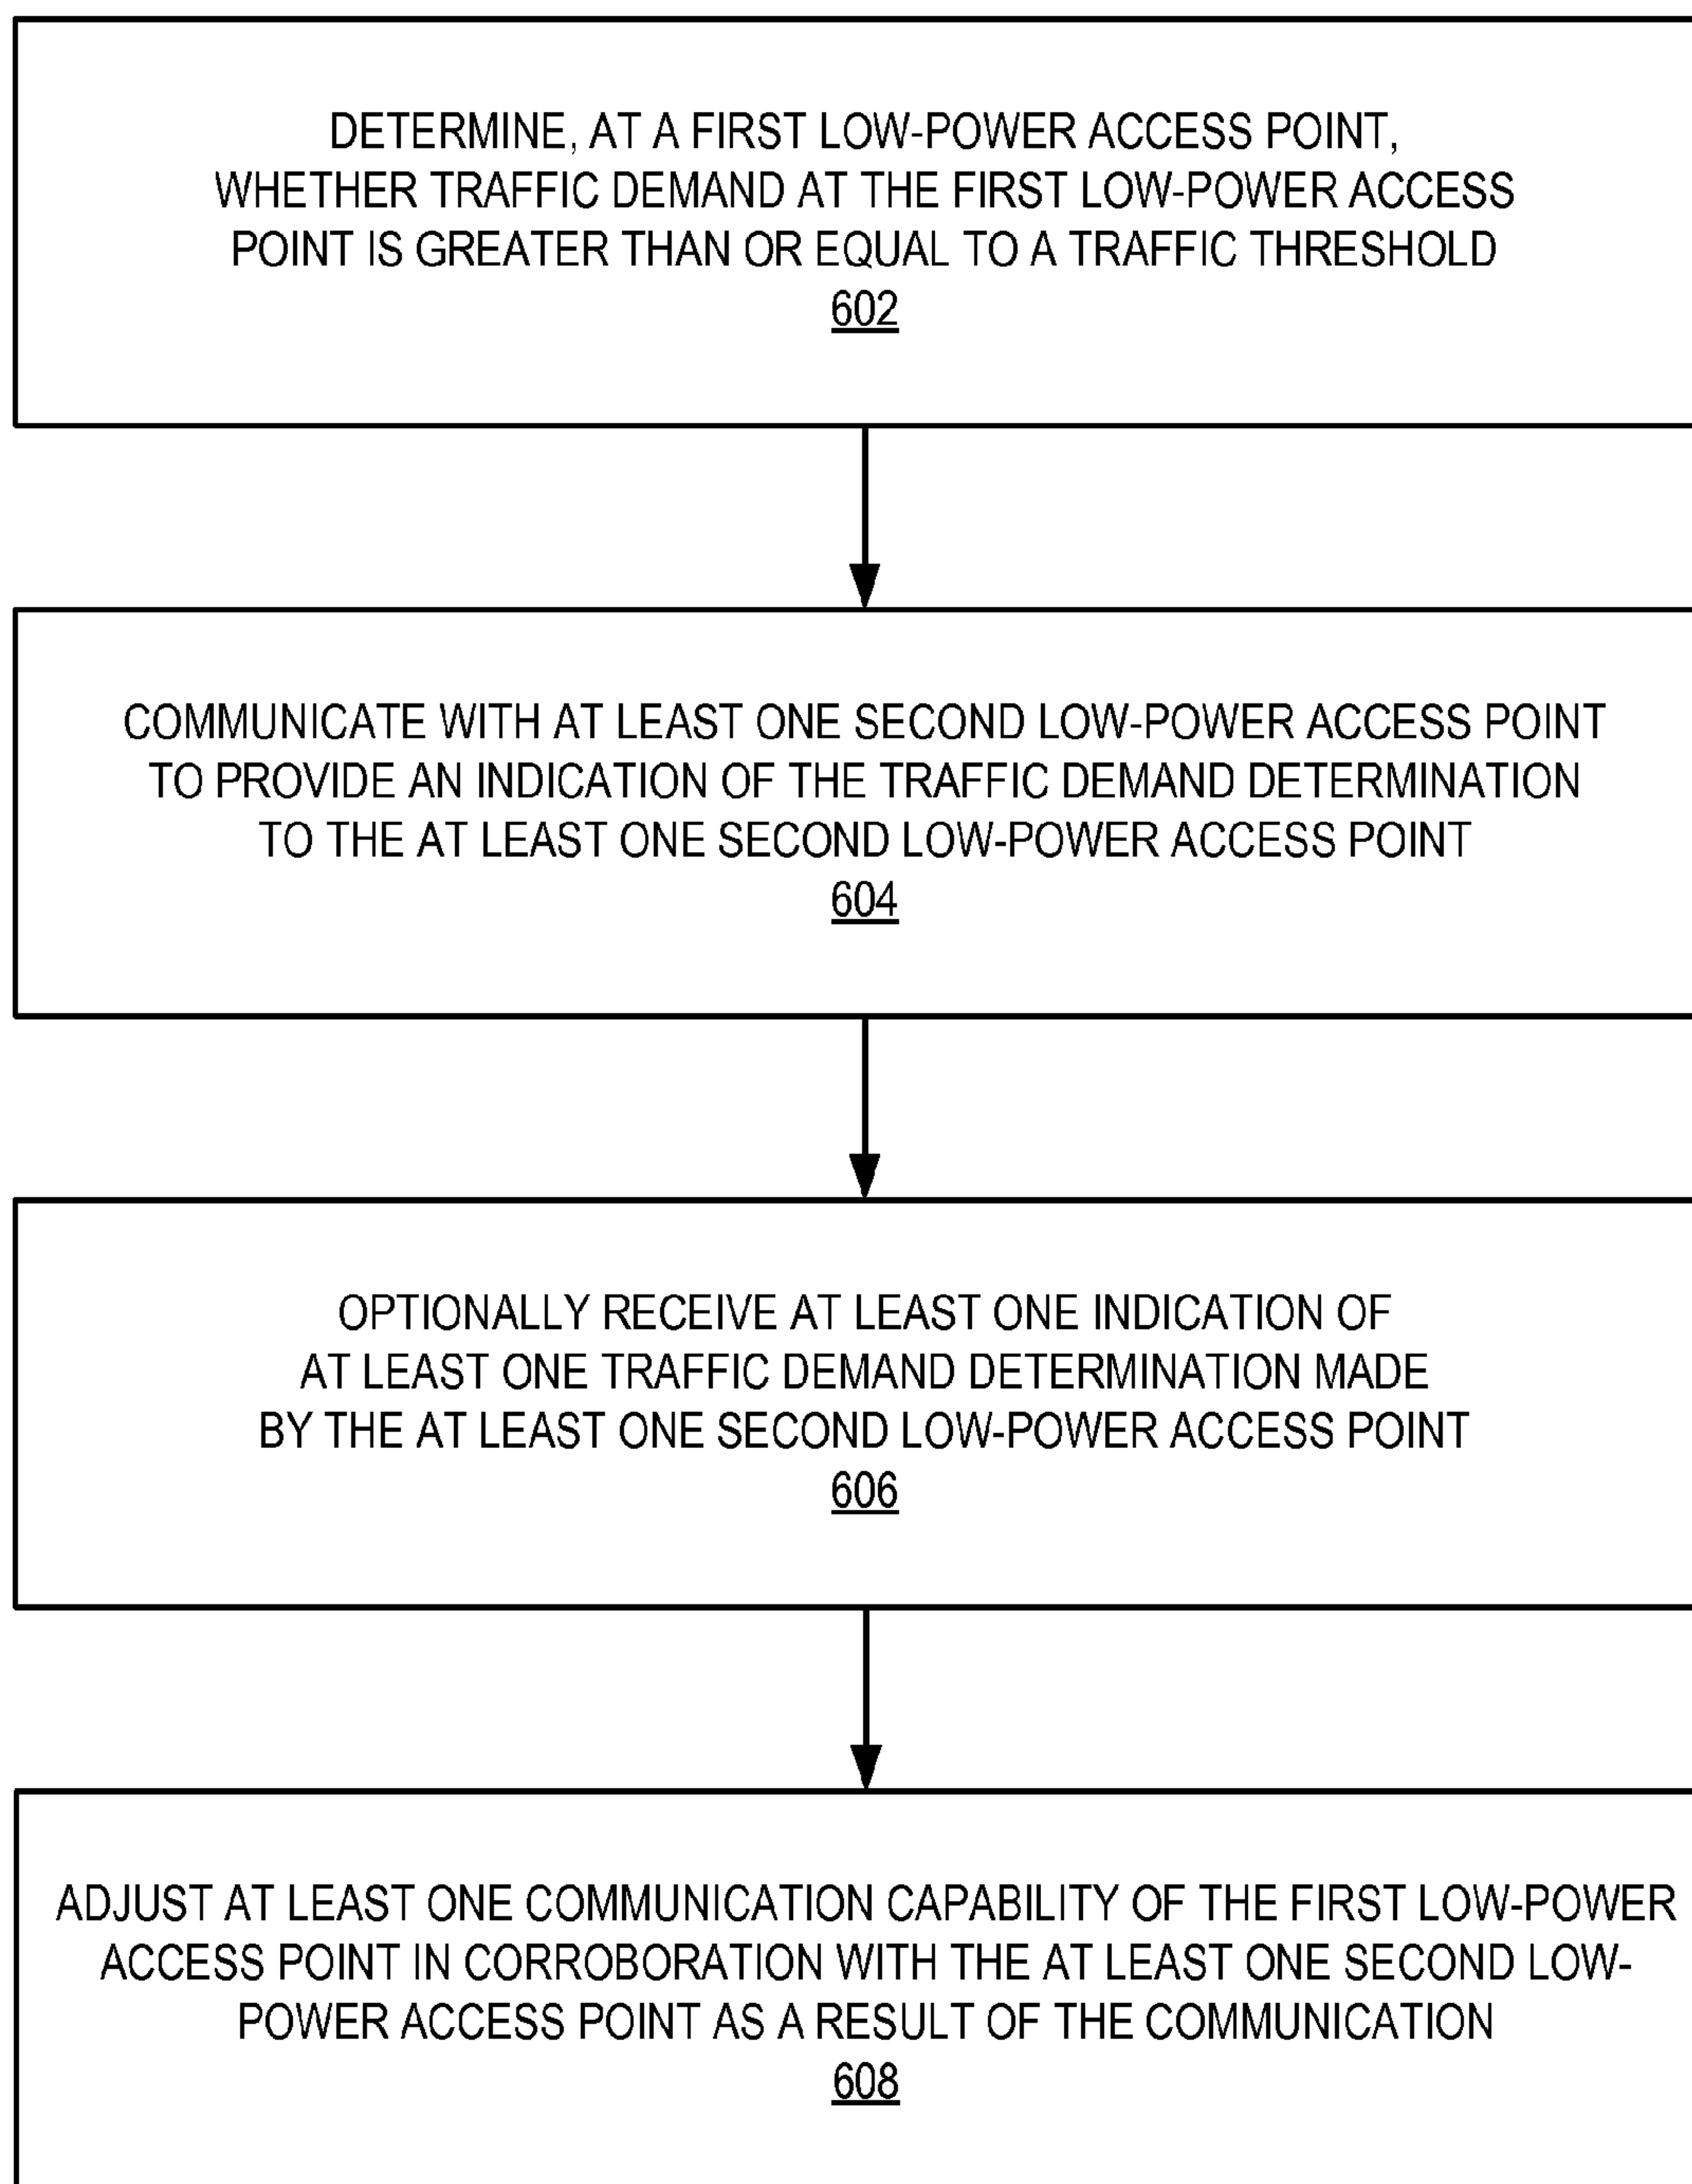 DETERMINE, AT A FIRST LOW-POWER ACCESS POINT,
WHETHER TRAFFIC DEMAND AT THE FIRST LOW-POWER ACCESS
POINT IS GREATER THAN OR EQUAL TO A TRAFFIC THRESHOLD
602
COMMUNICATE WITH AT LEAST ONE SECOND LOW-POWER ACCESS POINT
TO PROVIDE AN INDICATION OF THE TRAFFIC DEMAND DETERMINATION
TO THE AT LEAST ONE SECOND LOW-POWER ACCESS POINT
604
OPTIONALLY RECEIVE AT LEAST ONE INDICATION OF
AT LEAST ONE TRAFFIC DEMAND DETERMINATION MADE
BY THE AT LEAST ONE SECOND LOW-POWER ACCESS POINT
606
ADJUST AT LEAST ONE COMMUNICATION CAPABILITY OF THE FIRST LOW-POWER
ACCESS POINT IN CORROBORATION WITH THE AT LEAST ONE SECOND LOW-
POWER ACCESS POINT AS A RESULT OF THE COMMUNICATION
608